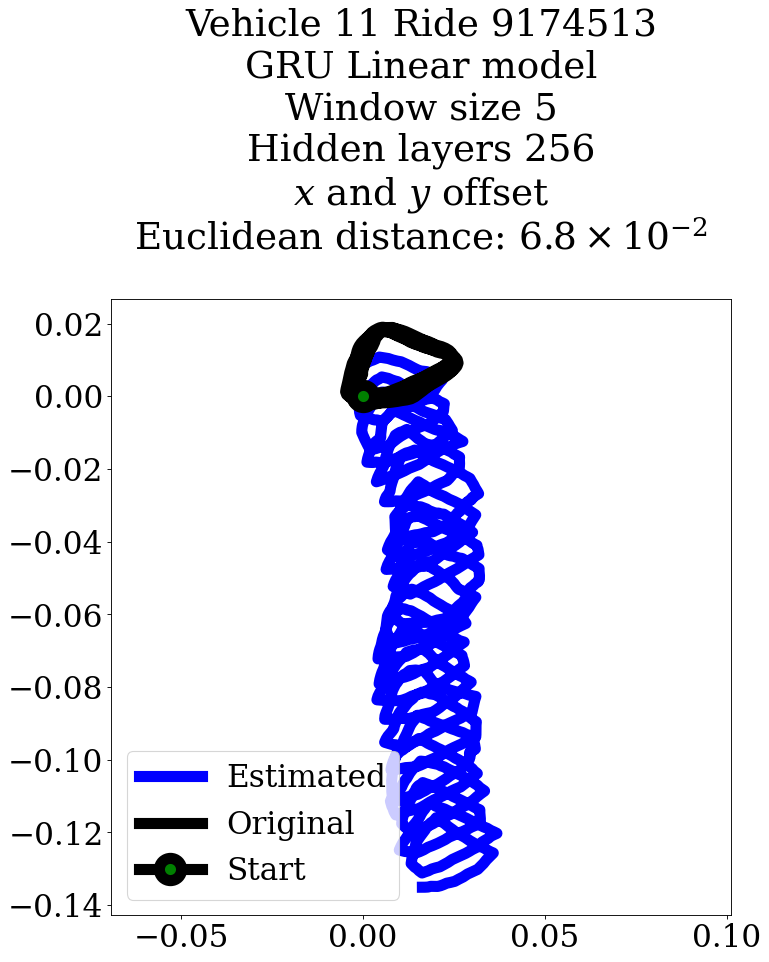 Vehicle 11 Ride 9174513
GRU Linear model
Window size 5
Hidden layers 256
x and y offset
Euclidean distance: 6.8 × 10⁻²
0.02
0.00
−0.02
−0.04
−0.06
−0.08
−0.10
−0.12
−0.14
Estimated
Original
Start
−0.05
0.00
0.05
0.10